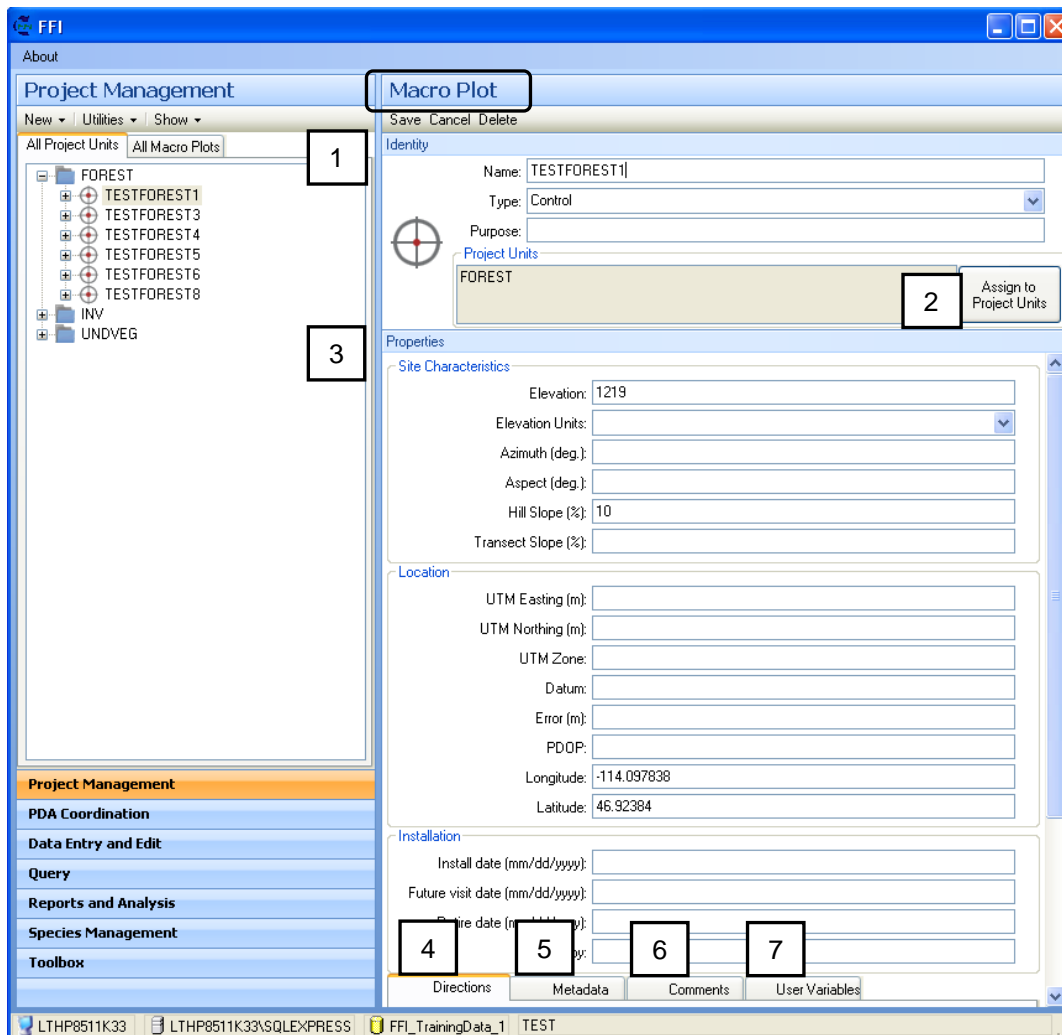 FFI
About
Project Management
New Utilities Show
All Project Units All Macro Plots
1
FOREST
TESTFOREST1
TESTFOREST3
TESTFOREST4
TESTFOREST5
TESTFOREST6
TESTFOREST8
INV
UNDVEG
3
Project Management
PDA Coordination
Data Entry and Edit
Query
Reports and Analysis
Species Management
Toolbox
Macro Plot
Save Cancel Delete
Identity
Name: TESTFOREST1
Type: Control
Purpose:
Project Units
FOREST
2
Assign to
Project Units
Properties
Site Characteristics
Elevation: 1219
Elevation Units:
Azimuth (deg.):
Aspect (deg.):
Hill Slope (%): 10
Transect Slope (%):
Location
UTM Easting (m):
UTM Northing (m):
UTM Zone:
Datum:
Error (m):
PDOP:
Longitude: -114.097838
Latitude: 46.92384
Installation
Install date (mm/dd/yyyy):
Future visit date (mm/dd/yyyy):
4 5 6 7
Directions Metadata Comments User Variables
LTHP8511K33 LTHP8511K33\SQLEXPRESS FFI_TrainingData_1 TEST